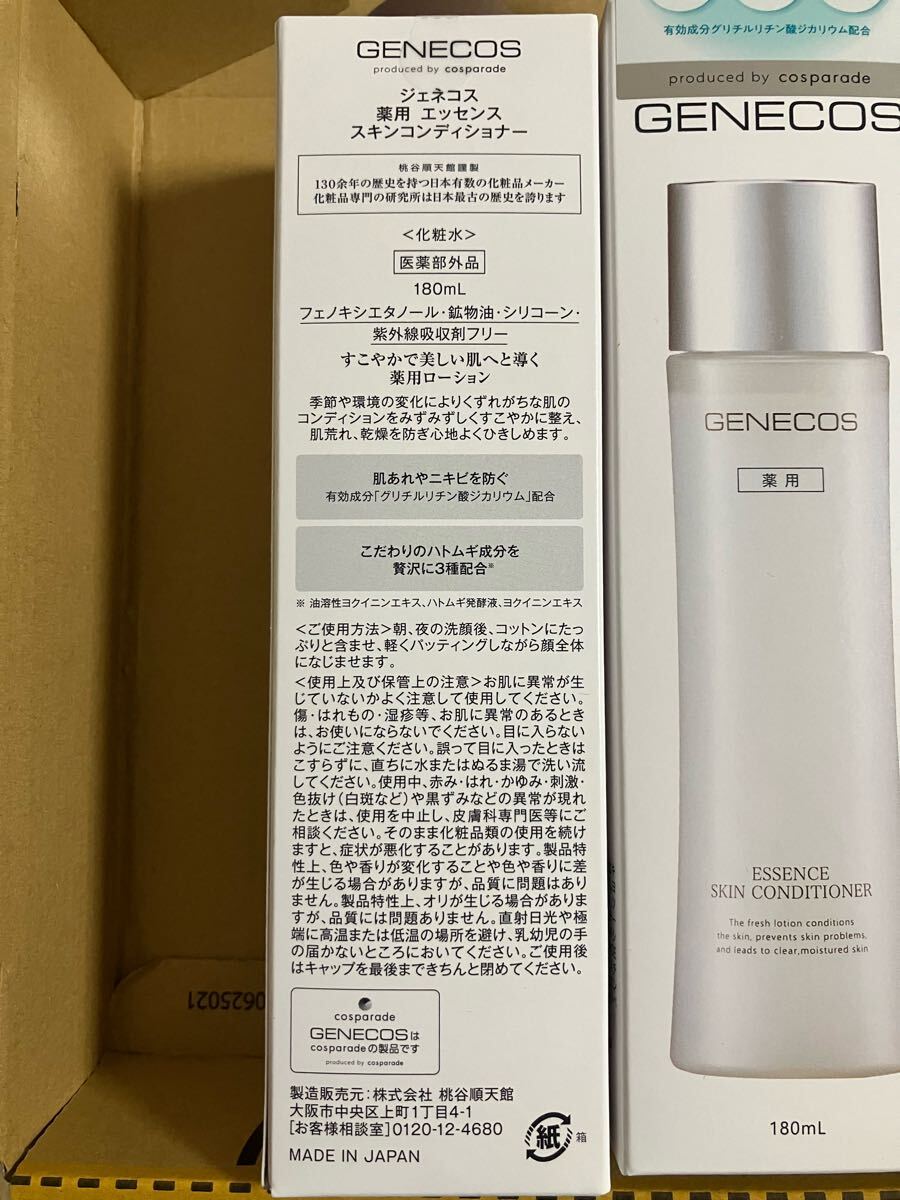 GENECOS
produced by cosparade
ジェネコス
薬用 エッセンス
スキンコンディショナー
桃谷順天館謹製
130余年の歴史を持つ日本有数の化粧品メーカー
化粧品専門の研究所は日本最古の歴史を誇ります
＜化粧水＞
医薬部外品
180mL
フェノキシエタノール・鉱物油・シリコーン・
紫外線吸収剤フリー
すこやかで美しい肌へと導く
薬用ローション
季節や環境の変化によりくずれがちな肌の
コンディションをみずみずしくすこやかに整え、
肌荒れ、乾燥を防ぎ心地よくひきしめます。
肌あれやニキビを防ぐ
有効成分「グリチルリチン酸ジカリウム」配合
こだわりのハトムギ成分を
贅沢に3種配合※
※ 油溶性ヨクイニンエキス、ハトムギ発酵液、ヨクイニンエキス
＜ご使用方法＞朝、夜の洗顔後、コットンにたっ
ぷりと含ませ、軽くパッティングしながら顔全体
になじませます。
＜使用上及び保管上の注意＞お肌に異常が生
じていないかよく注意して使用してください。
傷・はれもの・湿疹等、お肌に異常のあるとき
は、お使いにならないでください。目に入らない
ようにご注意ください。誤って目に入ったときは
こすらずに、直ちに水またはぬるま湯で洗い流
してください。使用中、赤み・はれ・かゆみ・刺激・
色抜け(白斑など)や黒ずみなどの異常が現れ
たときは、使用を中止し、皮膚科専門医等にご
相談ください。そのまま化粧品類の使用を続け
ますと、症状が悪化することがあります。製品特
性上、色や香りが変化することや色や香りに差
が生じる場合がありますが、品質に問題はあり
ません。製品特性上、オリが生じる場合がありま
すが、品質には問題ありません。直射日光や極
端に高温または低温の場所を避け、乳幼児の手
の届かないところにおいてください。ご使用後
はキャップを最後まできちんと閉めてください。
cosparade
GENECOSは
cosparadeの製品です
produced by cosparade
製造販売元:株式会社 桃谷順天館
大阪市中央区上町1丁目4-1
[お客様相談室]0120-12-4680
MADE IN JAPAN
紙
箱
有効成分グリチルリチン酸ジカリウム配合
produced by cosparade
GENECOS
GENECOS
薬用
ESSENCE
SKIN CONDITIONER
The fresh lotion conditions
the skin, prevents skin problems,
and leads to clear,moistured skin
180mL
0625021